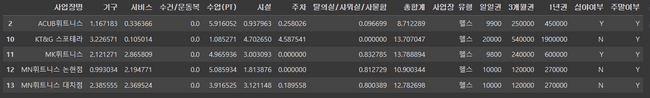 사업장명 기구 서비스 수건/운동복 수업(PT) 시설 주차 탈의실/샤워실/사물함 총합계 사업장 유형 일일권 3개월권 1년권 심야여부 주말여부
2 ACUB휘트니스 1.167183 0.336366 0.0 5.916052 0.937963 0.258026 0.096699 8.712289 헬스 9900 250000 450000 Y Y
10 KT&G 스포테라 3.226571 0.105014 0.0 1.085271 4.702650 4.587541 0.000000 13.707047 헬스 20000 540000 1900000 N Y
11 MK휘트니스 2.121271 2.865809 0.0 4.965936 3.003093 0.000000 0.832785 13.788894 헬스 9800 240000 600000 Y Y
12 MN휘트니스 논현점 0.993034 2.194771 0.0 5.085934 1.813876 0.000000 0.812729 10.900344 헬스 10000 120000 270000 N Y
13 MN휘트니스 대치점 2.385555 2.369524 0.0 3.916525 3.121148 0.189558 0.800389 12.782698 헬스 10000 120000 270000 N Y